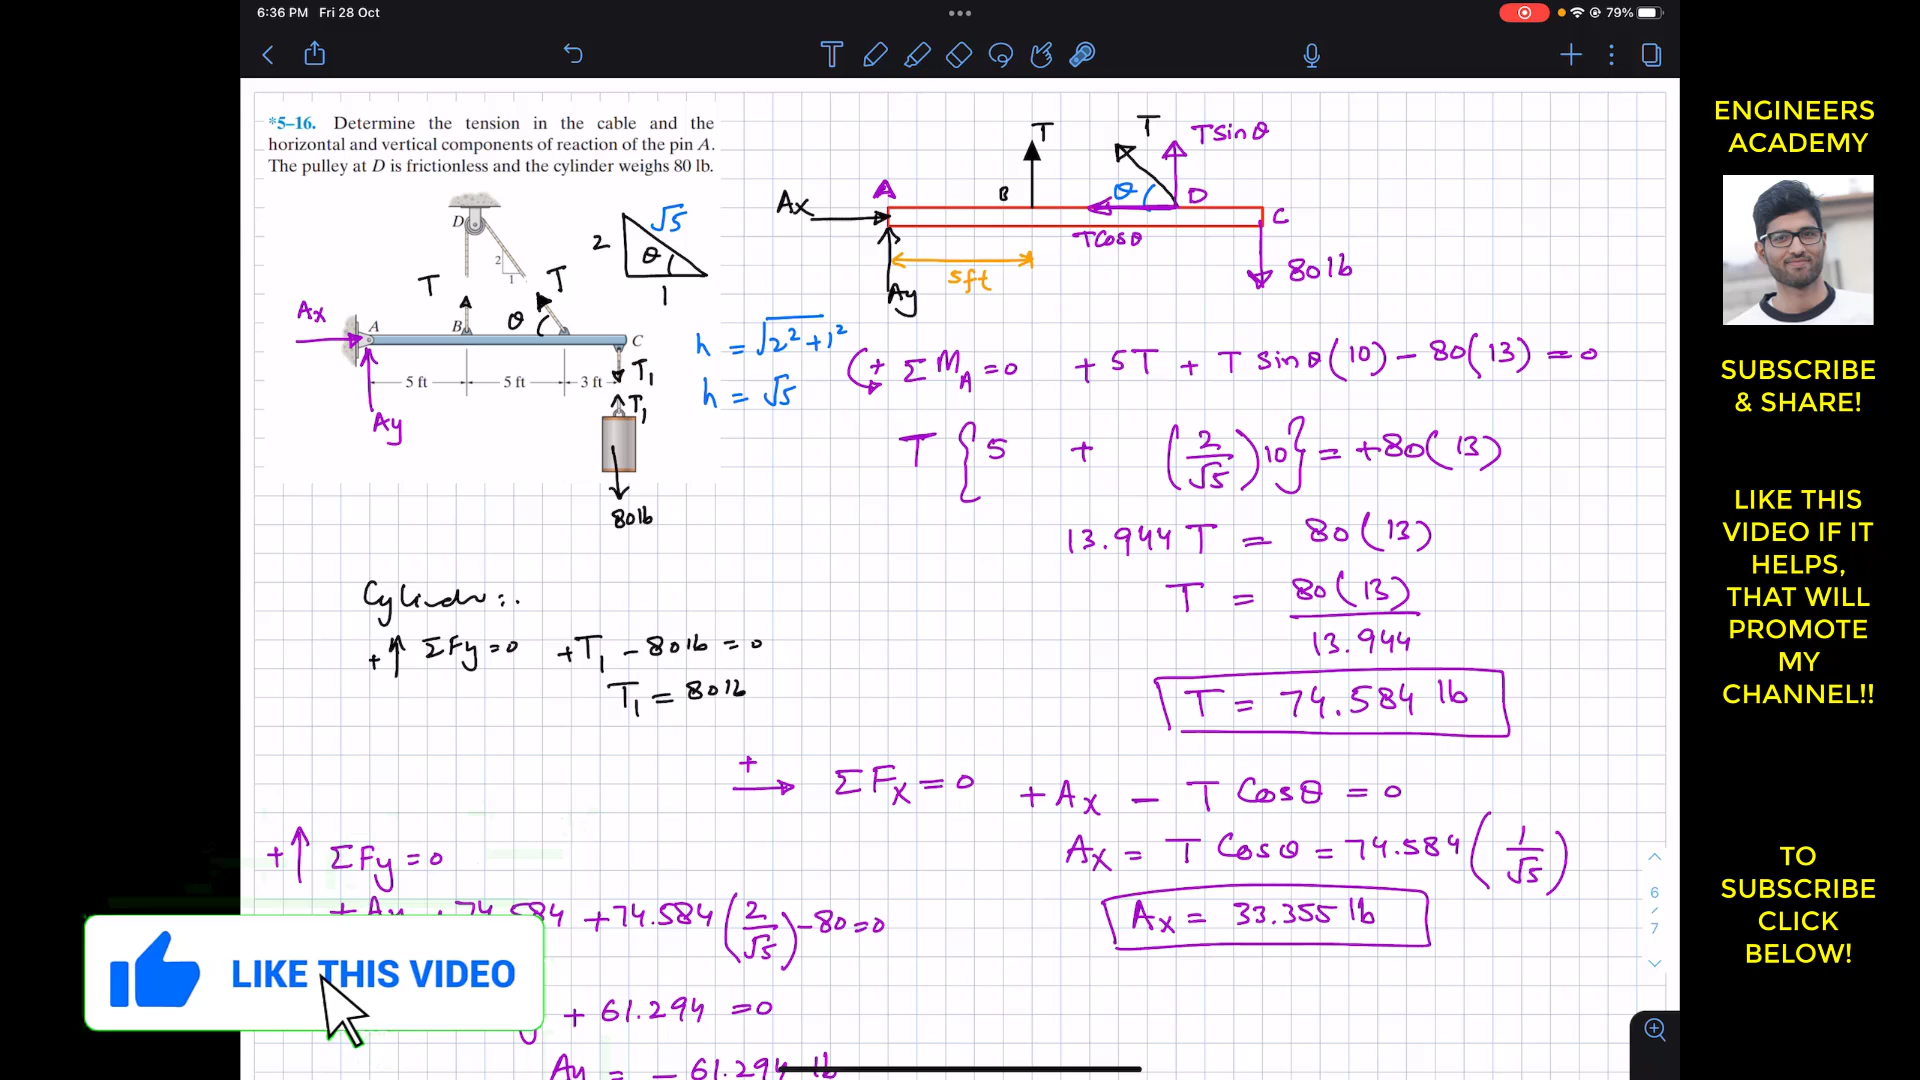 6:36 PM Fri 28 Oct
79%
*5–16. Determine the tension in the cable and the
horizontal and vertical components of reaction of the pin A.
The pulley at D is frictionless and the cylinder weighs 80 lb.
D
2
1
T
T
θ
Ax
A
B
C
5 ft
5 ft
3 ft
T1
T1
Ay
80lb
2
√5
θ
1
h = √2² + 1²
h = √5
T
T
Tsinθ
A
B
θ
D
C
Ax
Tcosθ
5ft
80lb
Ay
+ ΣMA = 0 + 5T + T sinθ(10) – 80(13) = 0
T {5 + (2/√5)10} = +80(13)
13.944 T = 80(13)
T = 80(13)/13.944
T = 74.584 lb
Cylinder:.
+ ΣFy = 0 + T1 – 80lb = 0
T1 = 80lb
+ ΣFx = 0 + Ax – T Cosθ = 0
Ax = T Cosθ = 74.584 (1/√5)
Ax = 33.355 lb
+ ΣFy = 0
+74.584 (2/√5) – 80 = 0
+ 61.294 = 0
Ay = – 61.294 lb
6
7
LIKE THIS VIDEO
ENGINEERS
ACADEMY
SUBSCRIBE
& SHARE!
LIKE THIS
VIDEO IF IT
HELPS,
THAT WILL
PROMOTE
MY
CHANNEL!!
TO
SUBSCRIBE
CLICK
BELOW!